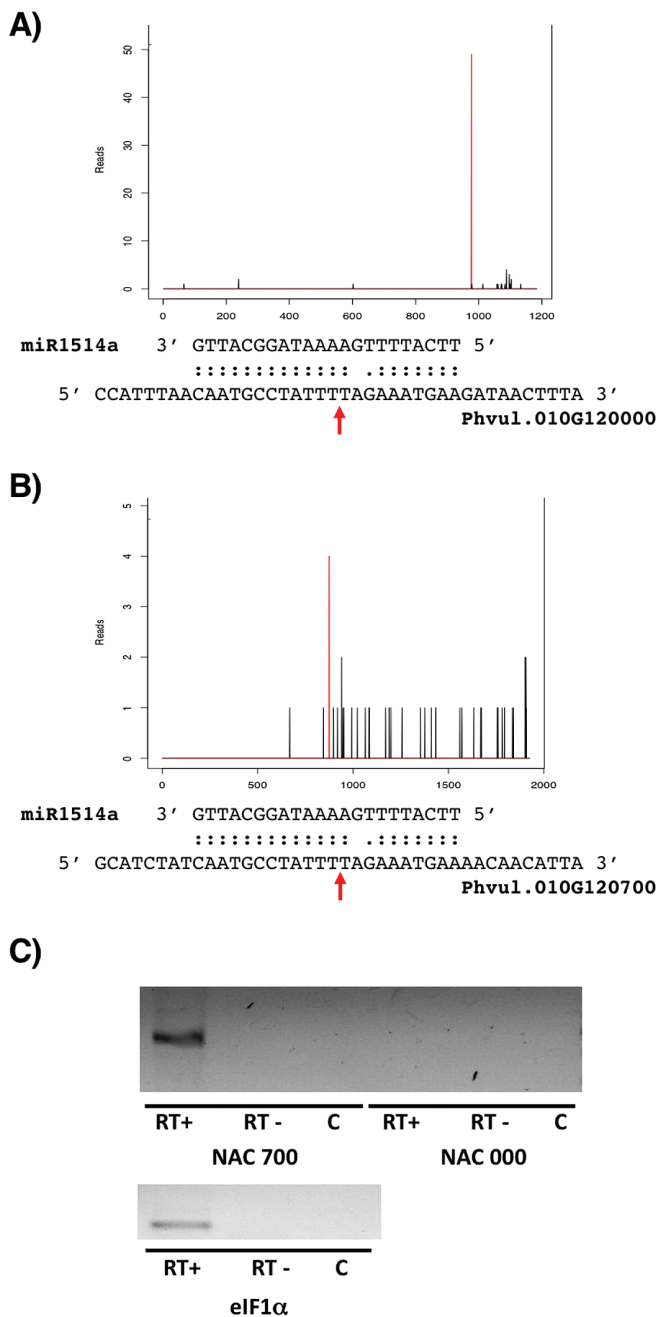 A)
50
40
30
20
10
0
Reads
0 200 400 600 800 1000 1200
miR1514a 3′ GTTACGGATAAAAGTTTTACTT 5′
::::::::::::: .:::::::
5′ CCATTTAACAATGCCTATTTTAGAAATGAAGATAACTTTA 3′
Phvul.010G120000
B)
5
4
3
2
1
0
Reads
0 500 1000 1500 2000
miR1514a 3′ GTTACGGATAAAAGTTTTACTT 5′
::::::::::::: .:::::::
5′ GCATCTATCAATGCCTATTTTAGAAATGAAAACAACATTA 3′
Phvul.010G120700
C)
RT+ RT - C RT+ RT - C
NAC 700 NAC 000
RT+ RT - C
eIF1α